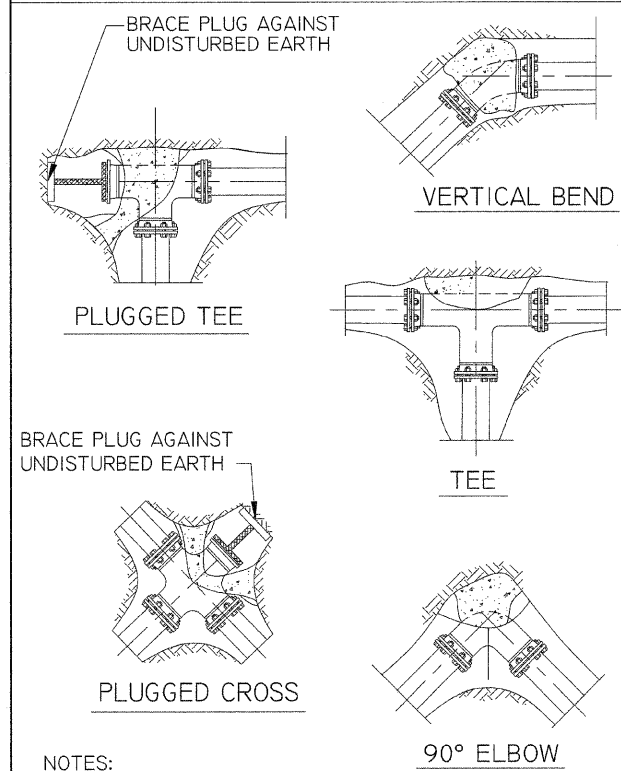 BRACE PLUG AGAINST
UNDISTURBED EARTH
VERTICAL BEND
PLUGGED TEE
TEE
BRACE PLUG AGAINST
UNDISTURBED EARTH
PLUGGED CROSS
90° ELBOW
NOTES: